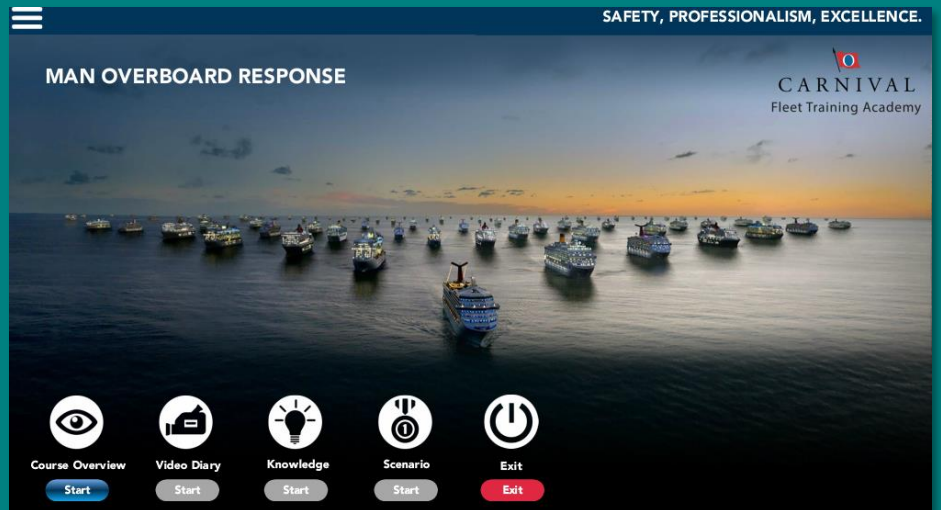 SAFETY, PROFESSIONALISM, EXCELLENCE.
MAN OVERBOARD RESPONSE
O
CARNIVAL
Fleet Training Academy
1
Course Overview
Video Diary
Knowledge
Scenario
Exit
Start
Start
Start
Start
Exit